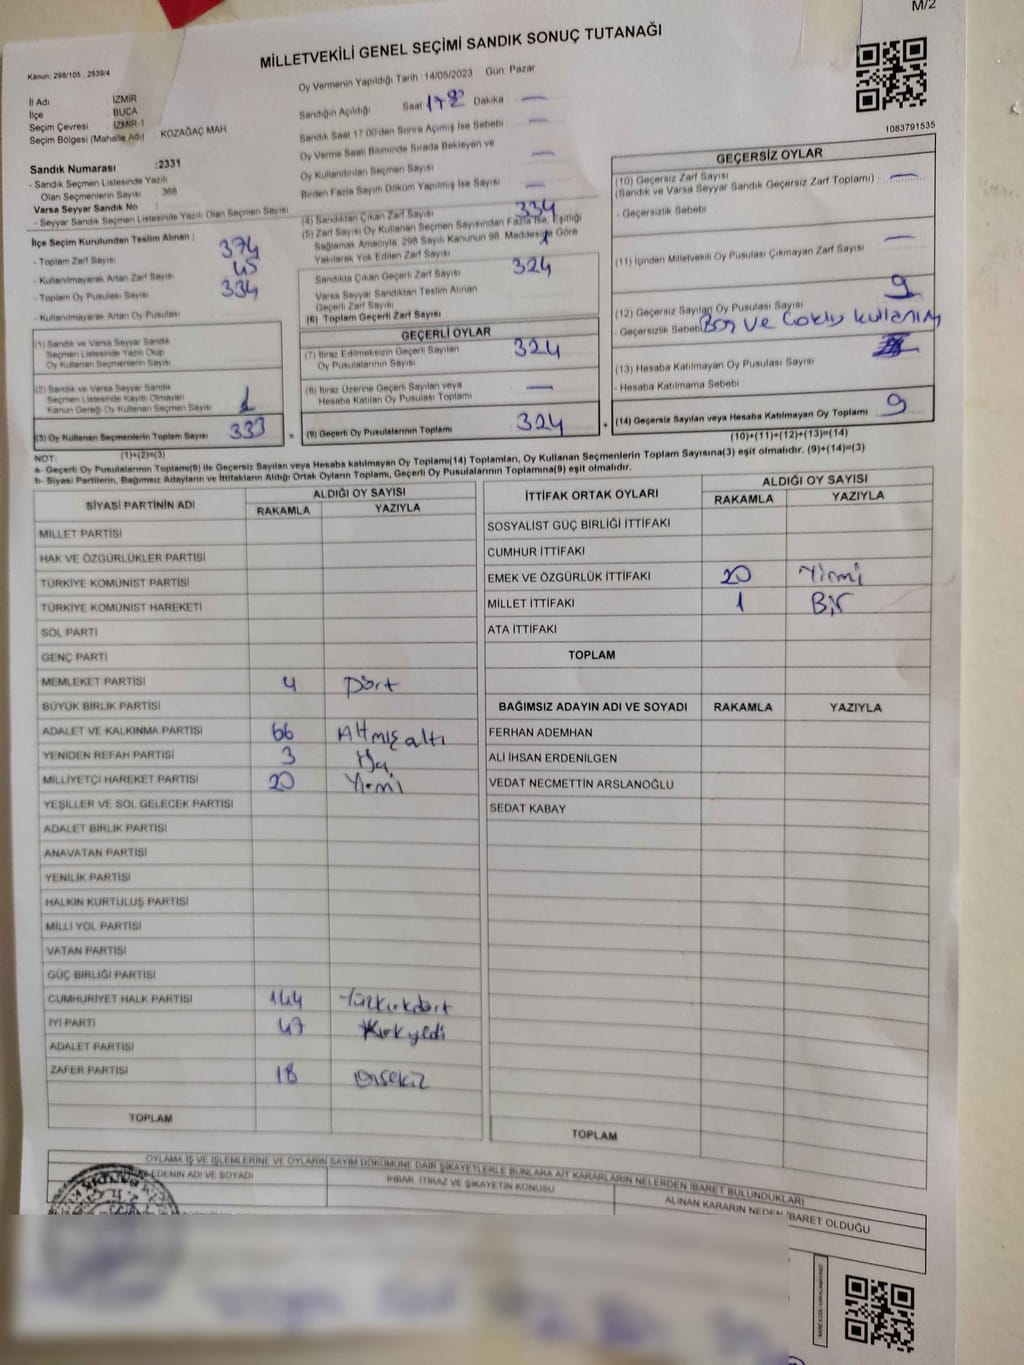 M/2
MİLLETVEKİLİ GENEL SEÇİMİ SANDIK SONUÇ TUTANAĞI
Kanun: 298/105 , 2839/4
İl Adı : İZMİR
İlçe : BUCA
Seçim Çevresi : İZMİR-1
Seçim Bölgesi (Mahalle Adı) : KOZAĞAÇ MAH
Sandık Numarası :2331
- Sandık Seçmen Listesinde Yazılı
Olan Seçmenlerin Sayısı 368
Varsa Seyyar Sandık No :
- Seyyar Sandık Seçmen Listesinde Yazılı Olan Seçmen Sayısı
İlçe Seçim Kurulundan Teslim Alınan :
- Toplam Zarf Sayısı 374
- Kullanılmayarak Artan Zarf Sayısı 45
- Toplam Oy Pusulası Sayısı 334
- Kullanılmayarak Artan Oy Pusulası
(1) Sandık ve Varsa Seyyar Sandık
Seçmen Listesinde Yazılı Olup
Oy Kullanan Seçmenlerin Sayısı
(2) Sandık ve Varsa Seyyar Sandık
Seçmen Listesinde Kayıtlı Olmayan
Kanun Gereği Oy Kullanan Seçmen Sayısı 1
(3) Oy Kullanan Seçmenlerin Toplam Sayısı 333
(1)+(2)=(3)
Oy Vermenin Yapıldığı Tarih : 14/05/2023 Gün: Pazar
Sandığın Açıldığı Saat 17 Dakika : —
Sandık Saat 17.00'den Sonra Açımış İse Sebebi : —
Oy Verme Saati Bitiminde Sırada Bekleyen ve
Oy Kullandırılan Seçmen Sayısı —
Birden Fazla Sayım Döküm Yapılmış İse Sayısı —
(4) Sandıktan Çıkan Zarf Sayısı 334
(5) Zarf Sayısı Oy Kullanan Seçmen Sayısından Fazla İse, Eşitliği
Sağlamak Amacıyla, 298 Sayılı Kanunun 98. Maddesine Göre
Yakılarak Yok Edilen Zarf Sayısı 1
Sandıkta Çıkan Geçerli Zarf Sayısı 324
Varsa Seyyar Sandıktan Teslim Alınan
Geçerli Zarf Sayısı
(6) Toplam Geçerli Zarf Sayısı
GEÇERLİ OYLAR
(7) İtiraz Edilmeksizin Geçerli Sayılan
Oy Pusulalarının Sayısı 324
(8) İtiraz Üzerine Geçerli Sayılan veya
Hesaba Katılan Oy Pusulası Toplamı —
= (9) Geçerli Oy Pusulalarının Toplamı 324 +
1083791535
GEÇERSİZ OYLAR
(10) Geçersiz Zarf Sayısı
(Sandık ve Varsa Seyyar Sandık Geçersiz Zarf Toplamı) : —
- Geçersizlik Sebebi
(11) İçinden Milletvekili Oy Pusulası Çıkmayan Zarf Sayısı —
(12) Geçersiz Sayılan Oy Pusulası Sayısı 9
- Geçersizlik Sebebi Boş ve Çoklu kullanım
(13) Hesaba Katılmayan Oy Pusulası Sayısı
- Hesaba Katılmama Sebebi
(14) Geçersiz Sayılan veya Hesaba Katılmayan Oy Toplamı 9
(10)+(11)+(12)+(13)=(14)
NOT:
a- Geçerli Oy Pusulalarının Toplamı(9) ile Geçersiz Sayılan veya Hesaba katılmayan Oy Toplamı(14) Toplamları, Oy Kullanan Seçmenlerin Toplam Sayısına(3) eşit olmalıdır. (9)+(14)=(3)
b- Siyasi Partilerin, Bağımsız Adayların ve İttifakların Aldığı Ortak Oyların Toplamı, Geçerli Oy Pusulalarının Toplamına(9) eşit olmalıdır.
SİYASİ PARTİNİN ADI ALDIĞI OY SAYISI
RAKAMLA YAZIYLA
MİLLET PARTİSİ
HAK VE ÖZGÜRLÜKLER PARTİSİ
TÜRKİYE KOMÜNİST PARTİSİ
TÜRKİYE KOMÜNİST HAREKETİ
SOL PARTİ
GENÇ PARTİ
MEMLEKET PARTİSİ 4 Dört
BÜYÜK BİRLİK PARTİSİ
ADALET VE KALKINMA PARTİSİ 66 Altmışaltı
YENİDEN REFAH PARTİSİ 3 Üç
MİLLİYETÇİ HAREKET PARTİSİ 20 Yirmi
YEŞİLLER VE SOL GELECEK PARTİSİ
ADALET BİRLİK PARTİSİ
ANAVATAN PARTİSİ
YENİLİK PARTİSİ
HALKIN KURTULUŞ PARTİSİ
MİLLİ YOL PARTİSİ
VATAN PARTİSİ
GÜÇ BİRLİĞİ PARTİSİ
CUMHURİYET HALK PARTİSİ 144 Yüzkırkdört
İYİ PARTİ 47 Kırkyedi
ADALET PARTİSİ
ZAFER PARTİSİ 18 Onsekiz
TOPLAM
İTTİFAK ORTAK OYLARI ALDIĞI OY SAYISI
RAKAMLA YAZIYLA
SOSYALİST GÜÇ BİRLİĞİ İTTİFAKI
CUMHUR İTTİFAKI
EMEK VE ÖZGÜRLÜK İTTİFAKI 20 Yirmi
MİLLET İTTİFAKI 1 Bir
ATA İTTİFAKI
TOPLAM
BAĞIMSIZ ADAYIN ADI VE SOYADI RAKAMLA YAZIYLA
FERHAN ADEMHAN
ALİ İHSAN ERDENİLGEN
VEDAT NECMETTİN ARSLANOĞLU
SEDAT KABAY
TOPLAM
OYLAMA İŞ VE İŞLEMLERİNE VE OYLARIN SAYIM DÖKÜMÜNE DAİR ŞİKAYETLERLE BUNLARA AİT KARARLARIN NELERDEN İBARET BULUNDUKLARI
EDENİN ADI VE SOYADI İHBAR, İTİRAZ VE ŞİKAYETİN KONUSU ALINAN KARARIN NEDEN İBARET OLDUĞU